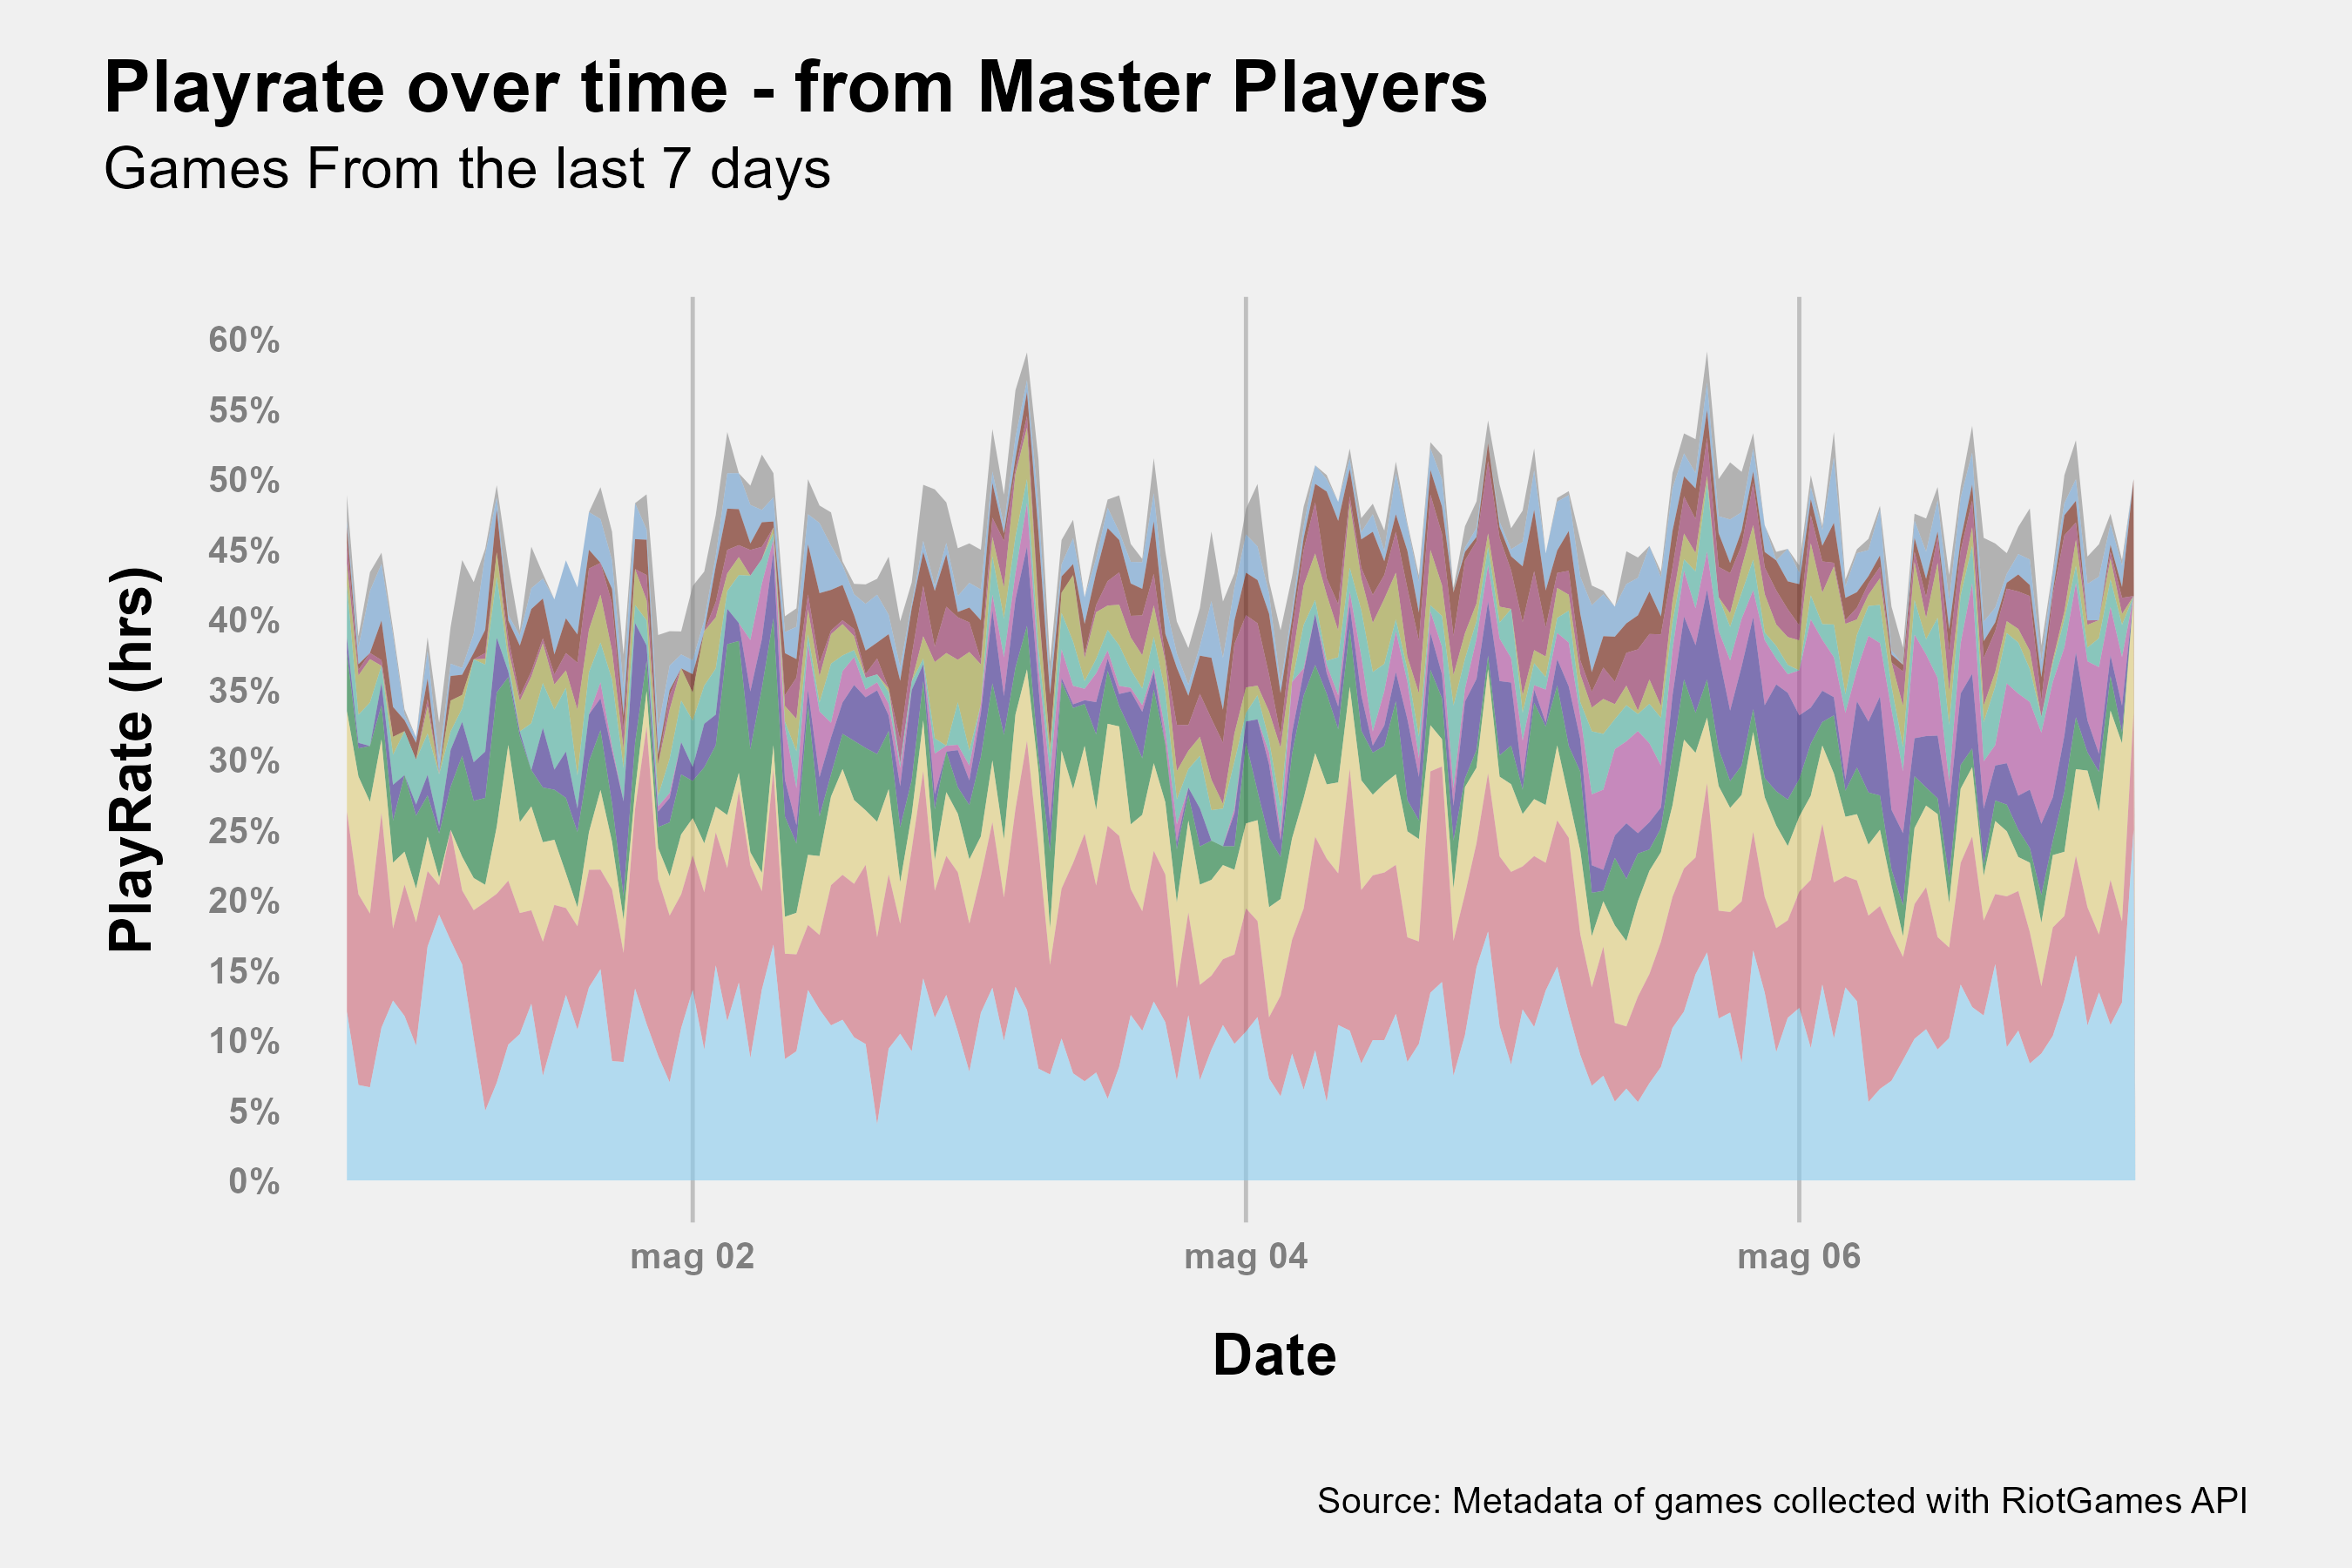 Playrate over time - from Master Players
Games From the last 7 days
60%
55%
50%
45%
40%
35%
30%
25%
20%
15%
10%
5%
0%
PlayRate (hrs)
mag 02
mag 04
mag 06
Date
Source: Metadata of games collected with RiotGames API